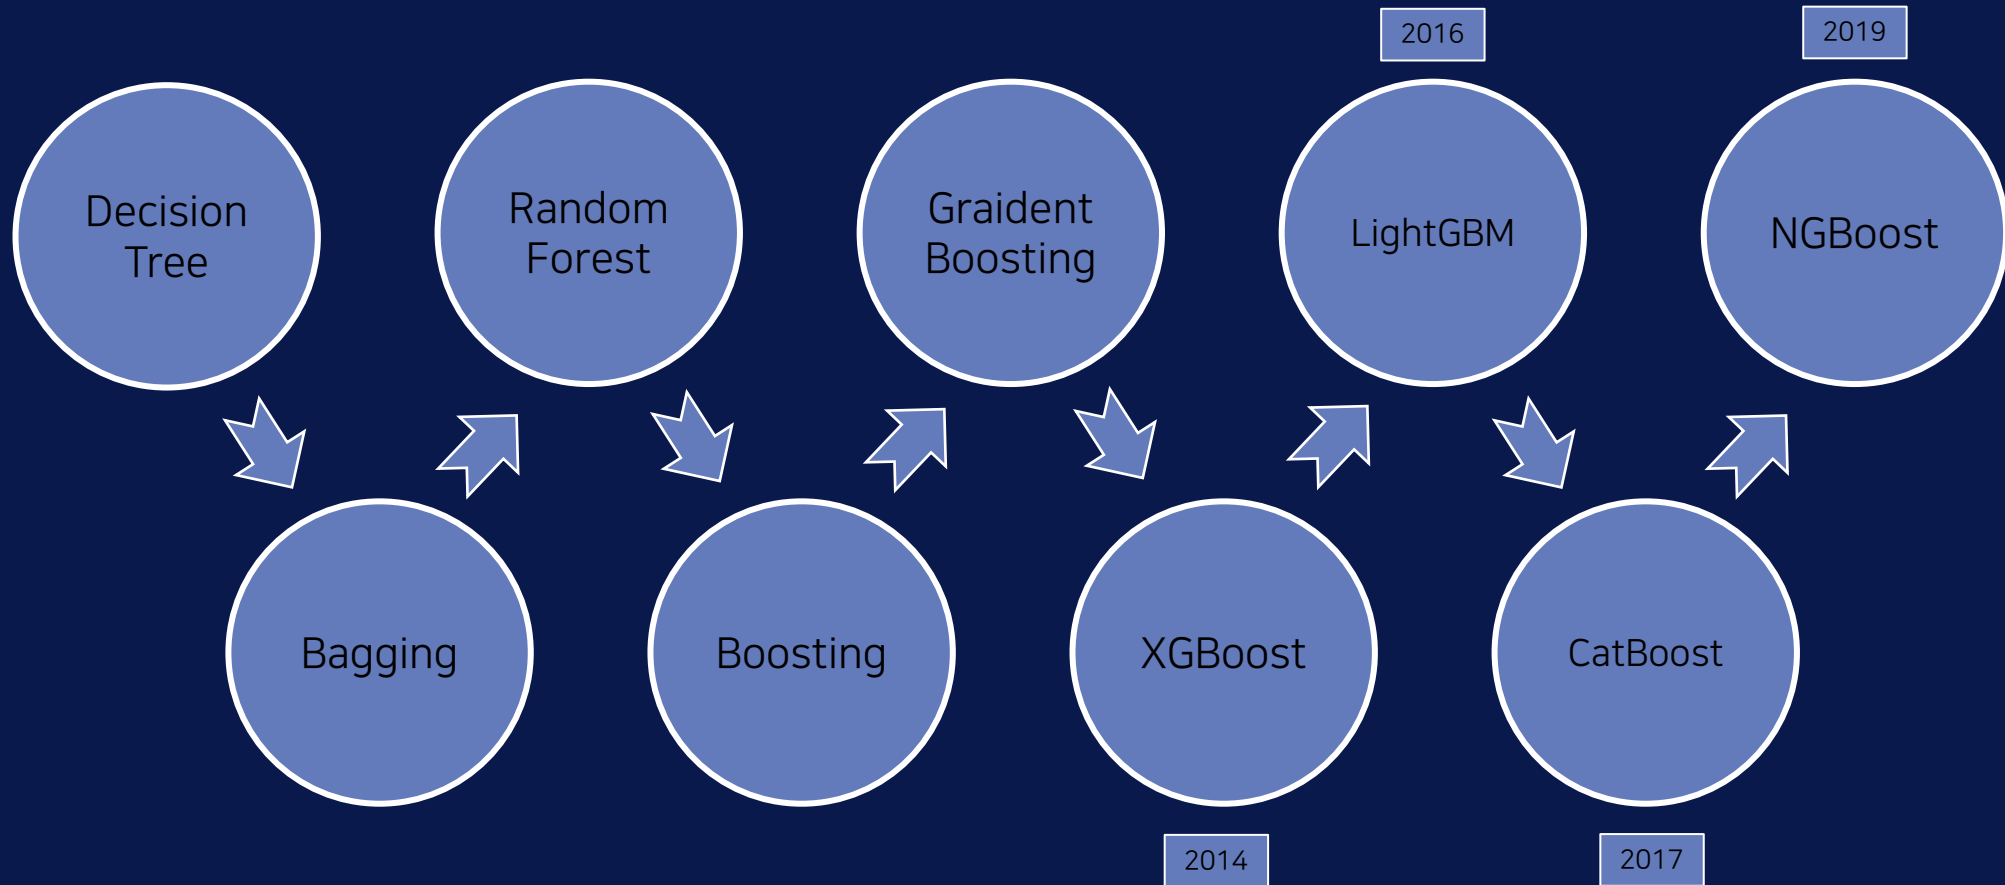 2016
2019
Decision
Tree
Random
Forest
Graident
Boosting
LightGBM
NGBoost
Bagging
Boosting
XGBoost
CatBoost
2014
2017